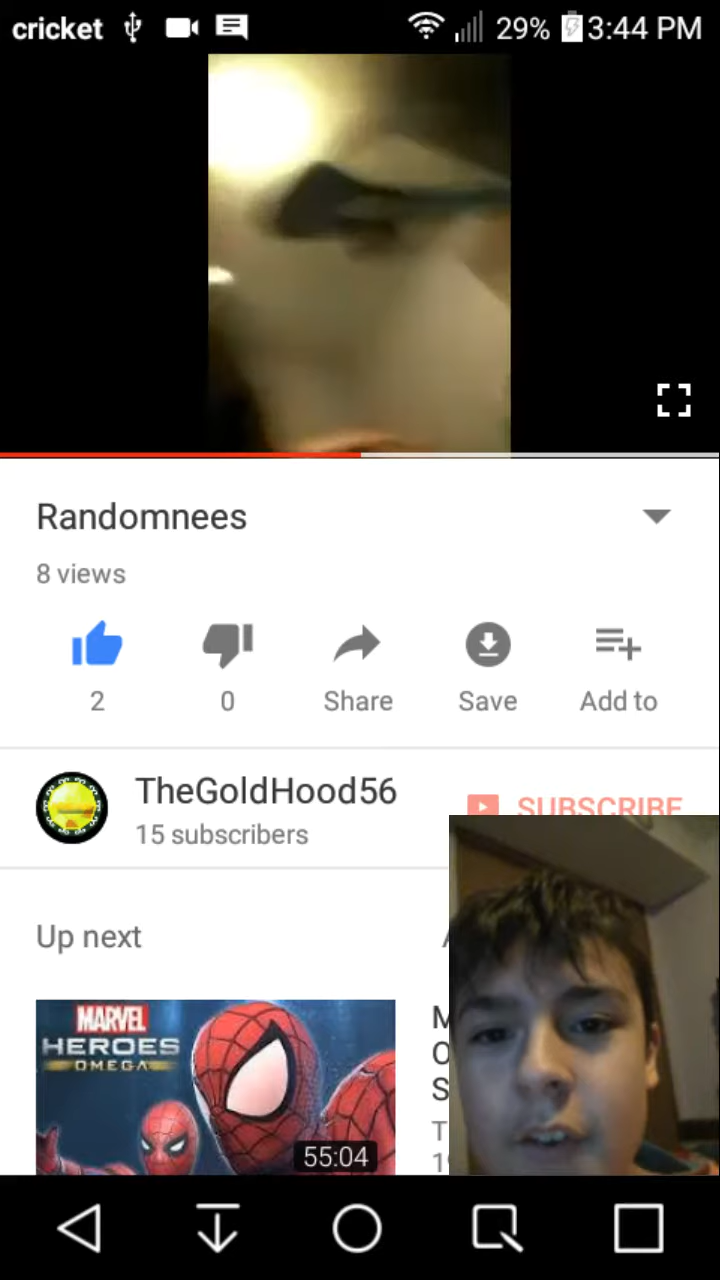 cricket 29% 3:44 PM
Randomnees
8 views
2 0 Share Save Add to
TheGoldHood56 SUBSCRIBE
15 subscribers
Up next
MARVEL
HEROES
OMEGA
55:04
M
O
S
T